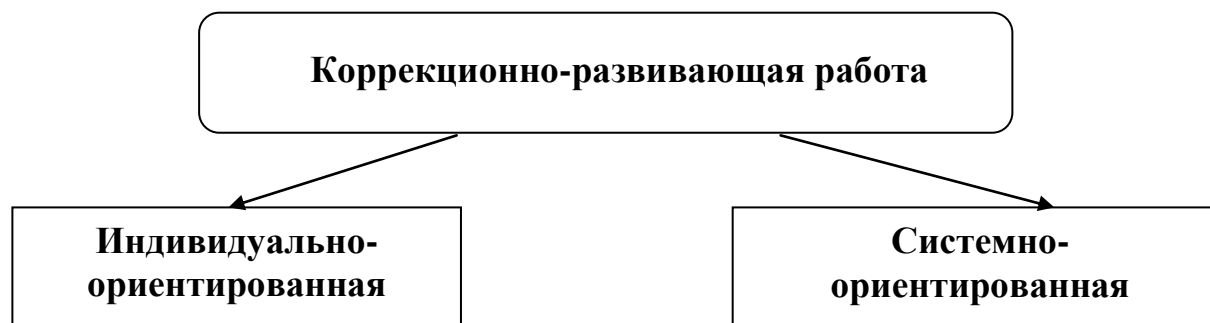 Коррекционно-развивающая работа
Индивидуально-
ориентированная
Системно-
ориентированная